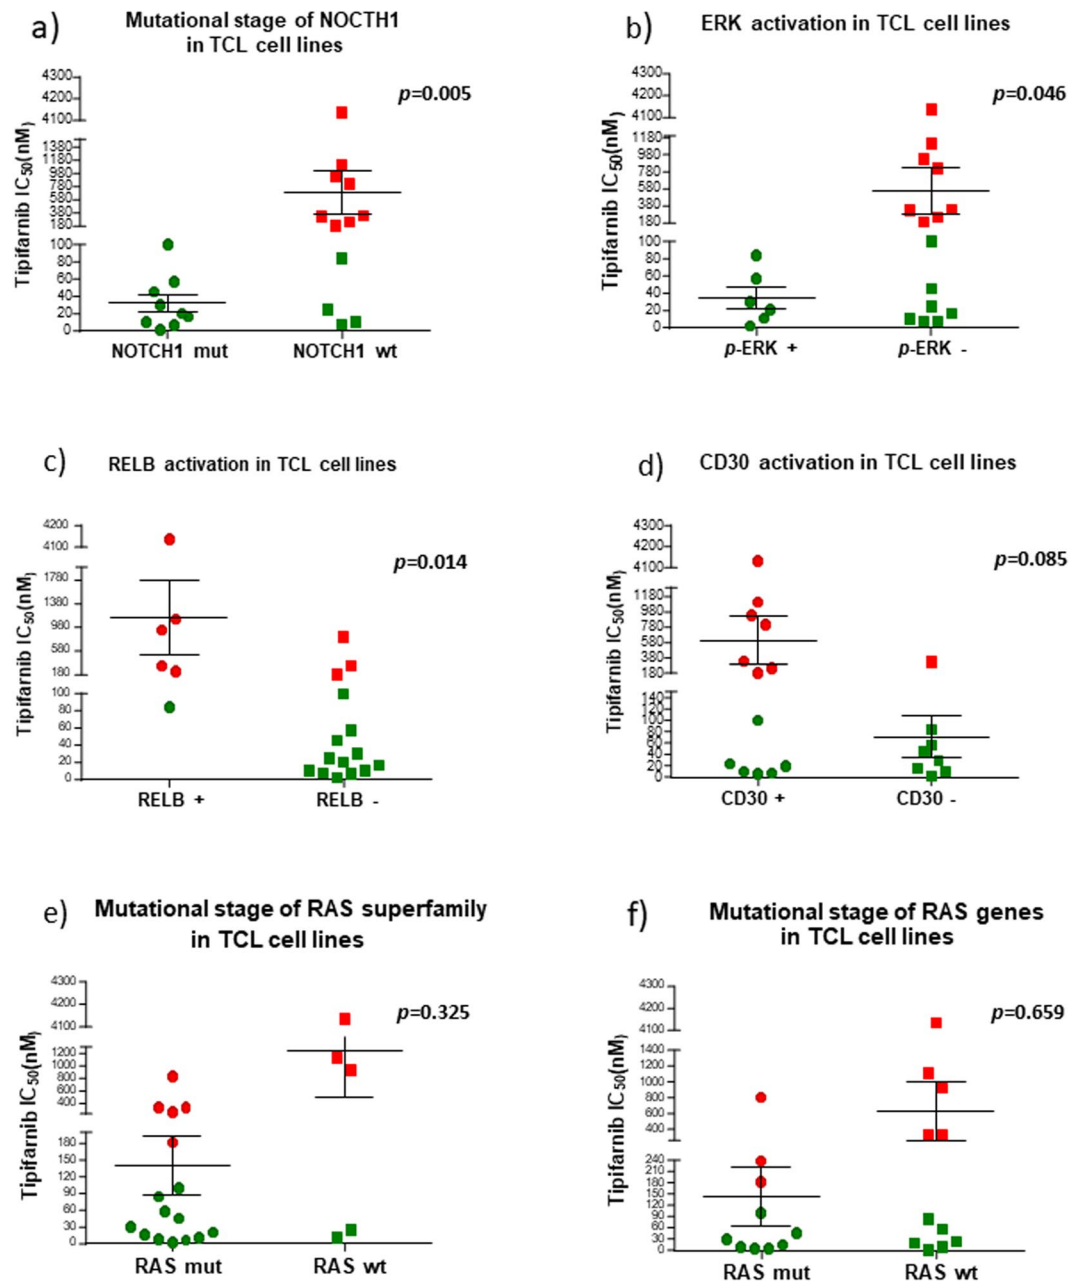 a)
Mutational stage of NOCTH1
in TCL cell lines
p=0.005
Tipifarnib IC50(nM)
4300
4200
4100
1380
1180
980
780
580
380
180
100
80
60
40
20
0
NOTCH1 mut
NOTCH1 wt
b)
ERK activation in TCL cell lines
p=0.046
Tipifarnib IC50(nM)
4300
4200
4100
1180
980
780
580
380
180
100
80
60
40
20
0
p-ERK +
p-ERK -
c)
RELB activation in TCL cell lines
p=0.014
Tipifarnib IC50(nM)
4200
4100
1780
1380
980
580
180
100
80
60
40
20
0
RELB +
RELB -
d)
CD30 activation in TCL cell lines
p=0.085
Tipifarnib IC50(nM)
4300
4200
4100
1180
980
780
580
380
180
140
120
100
80
60
40
20
0
CD30 +
CD30 -
e)
Mutational stage of RAS superfamily
in TCL cell lines
p=0.325
Tipifarnib IC50(nM)
4300
4200
4100
1200
1000
800
600
400
180
150
120
90
60
30
0
RAS mut
RAS wt
f)
Mutational stage of RAS genes
in TCL cell lines
p=0.659
Tipifarnib IC50(nM)
4300
4200
4100
1400
1200
1000
800
600
400
240
210
180
150
120
90
60
30
0
RAS mut
RAS wt